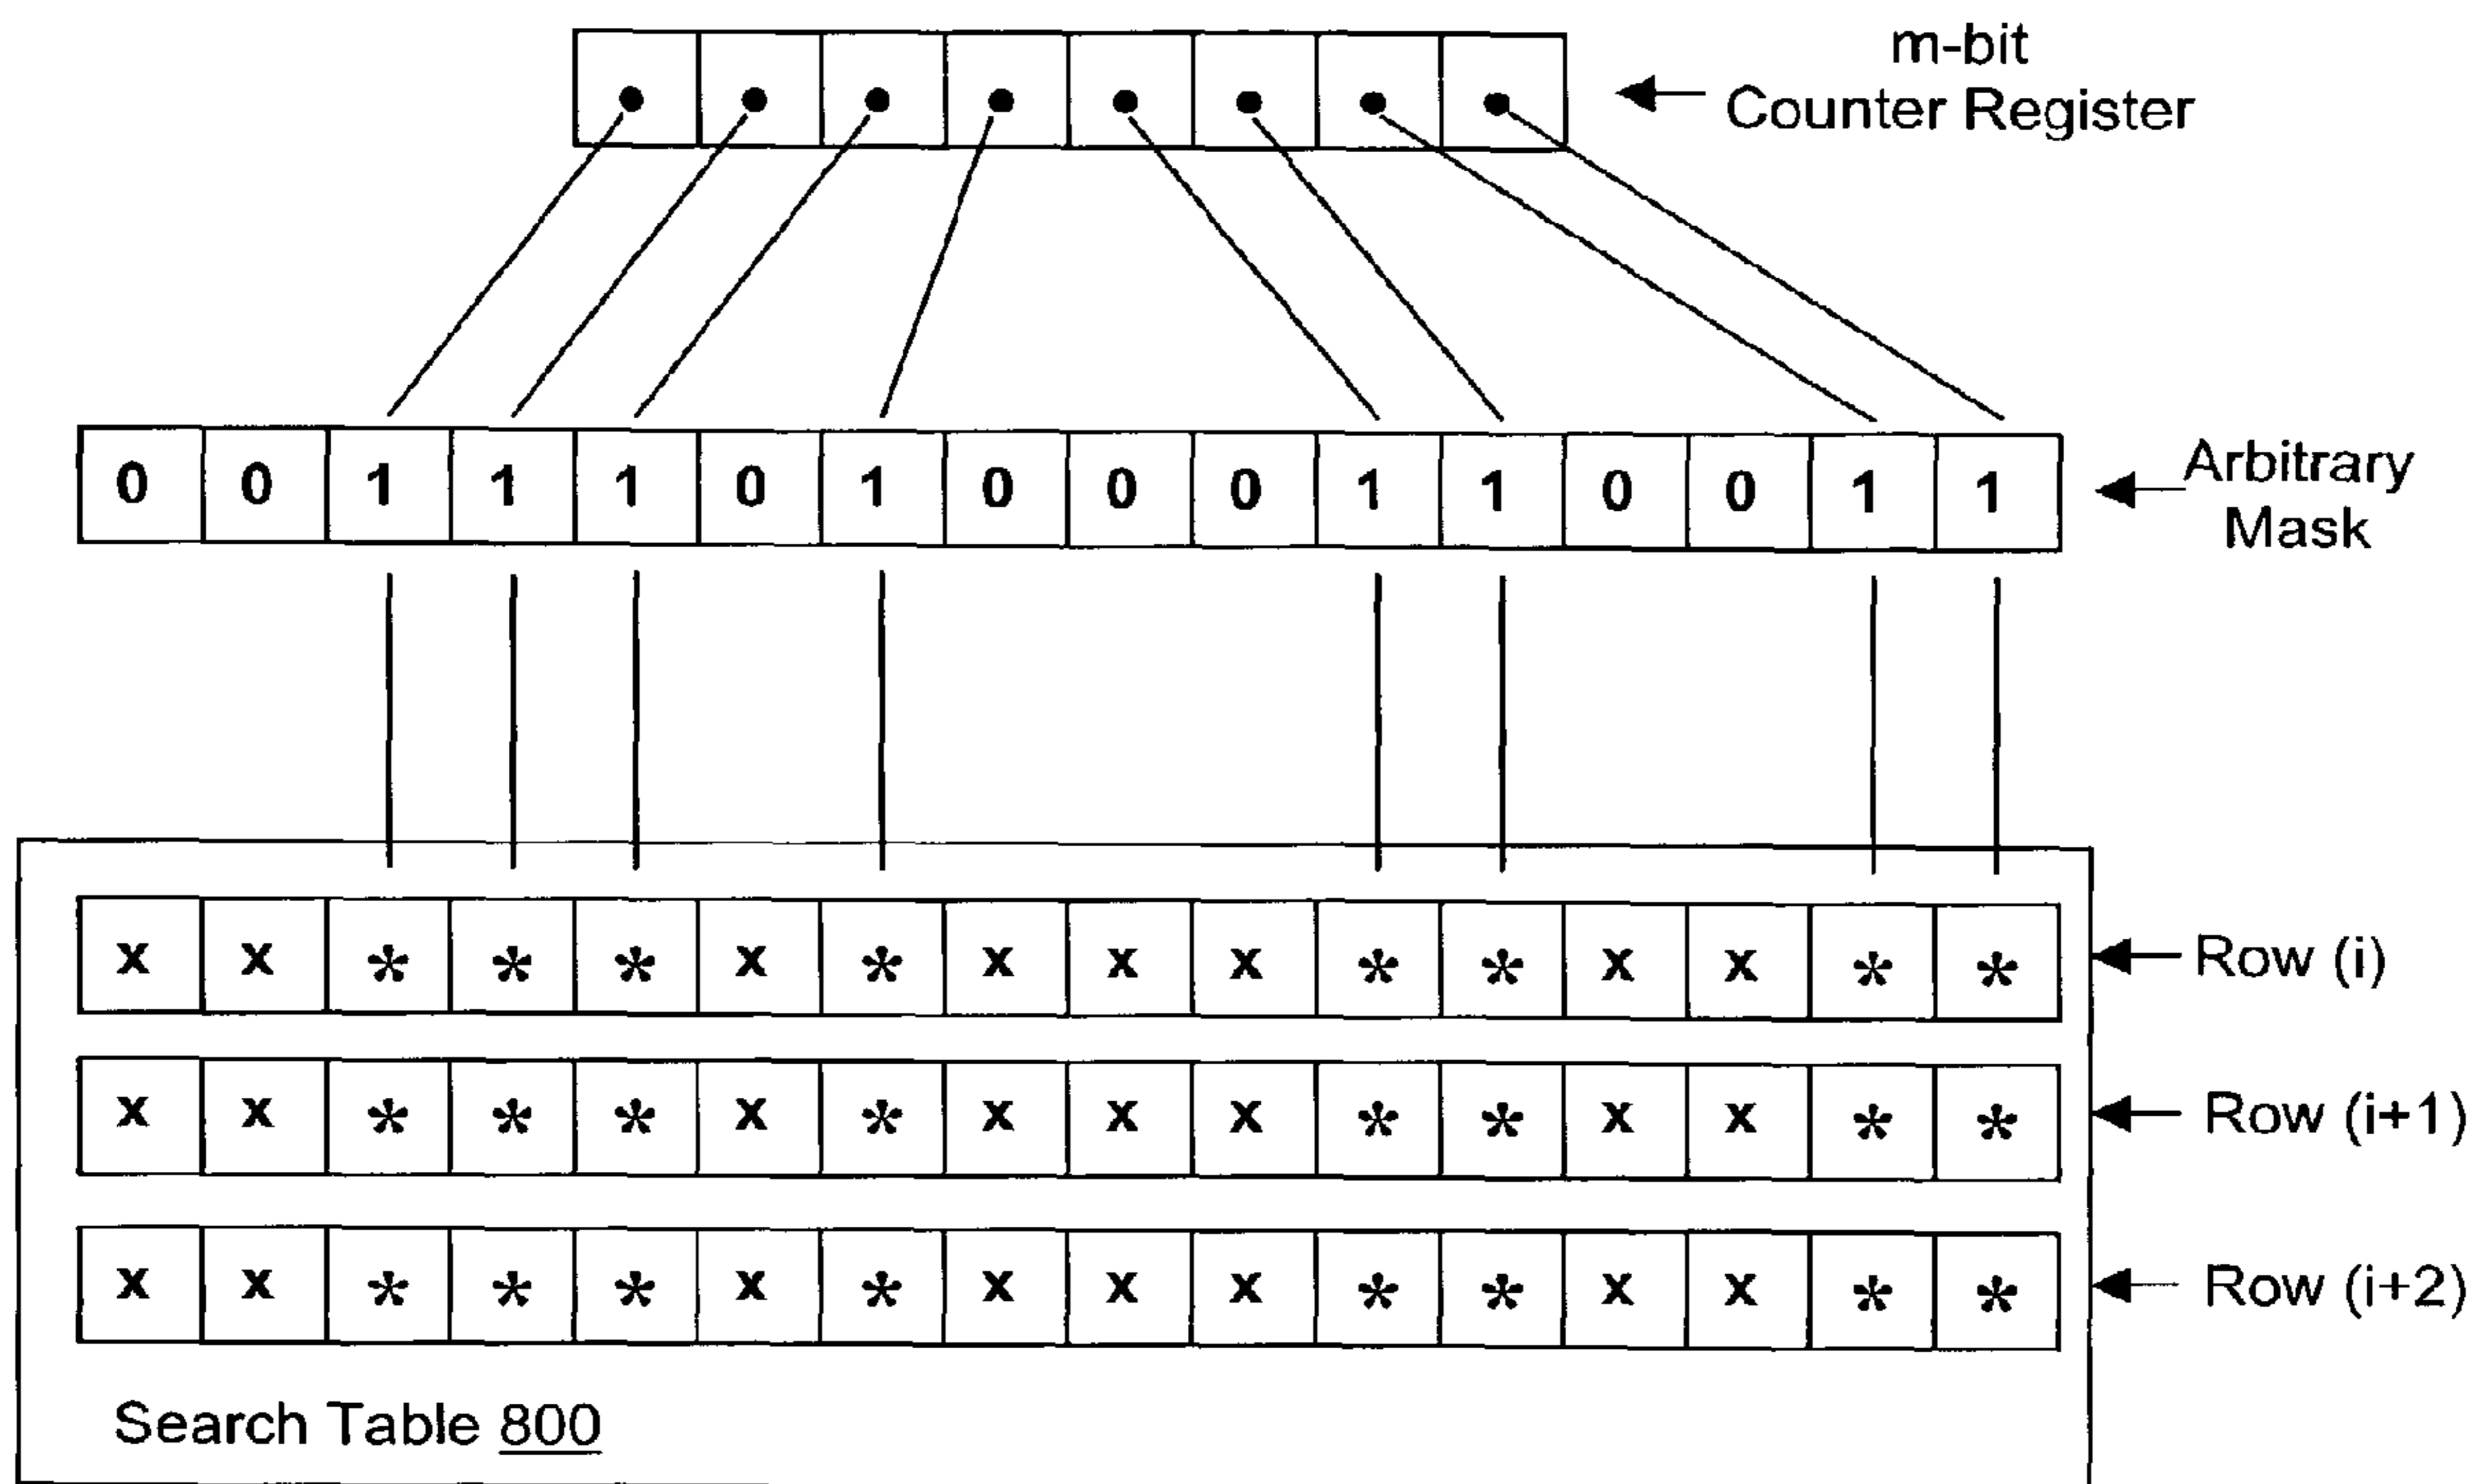 m-bit
Counter Register
0 0 1 1 1 0 1 0 0 0 1 1 0 0 1 1
Arbitrary
Mask
x x * * * x * x x x * * x x * *
Row (i)
x x * * * x * x x x * * x x * *
Row (i+1)
x x * * * x * x x x * * x x * *
Row (i+2)
Search Table 800